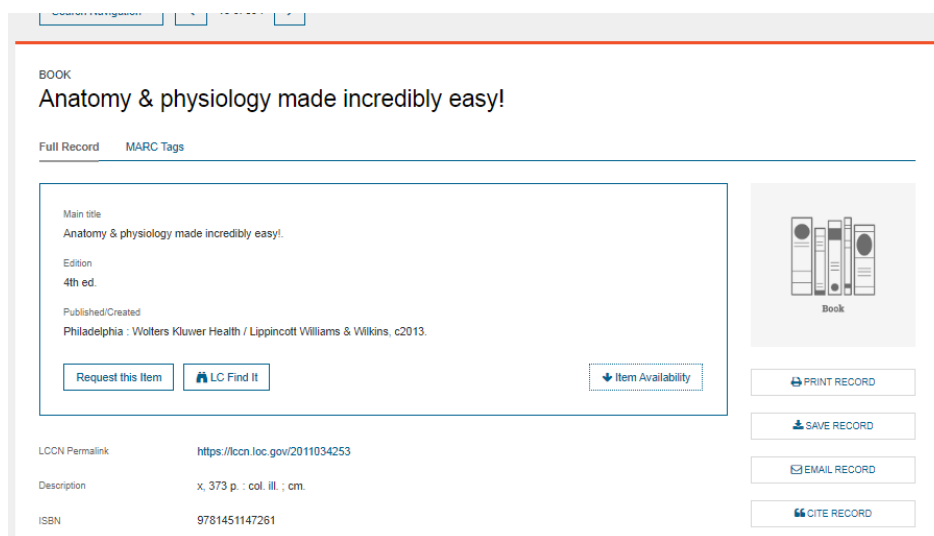 BOOK
Anatomy & physiology made incredibly easy!
Full Record MARC Tags
Main title
Anatomy & physiology made incredibly easy!.
Edition
4th ed.
Published/Created
Philadelphia : Wolters Kluwer Health / Lippincott Williams & Wilkins, c2013.
Request this Item LC Find It Item Availability
Book
PRINT RECORD
SAVE RECORD
EMAIL RECORD
CITE RECORD
LCCN Permalink https://lccn.loc.gov/2011034253
Description x, 373 p. : col. ill. ; cm.
ISBN 9781451147261